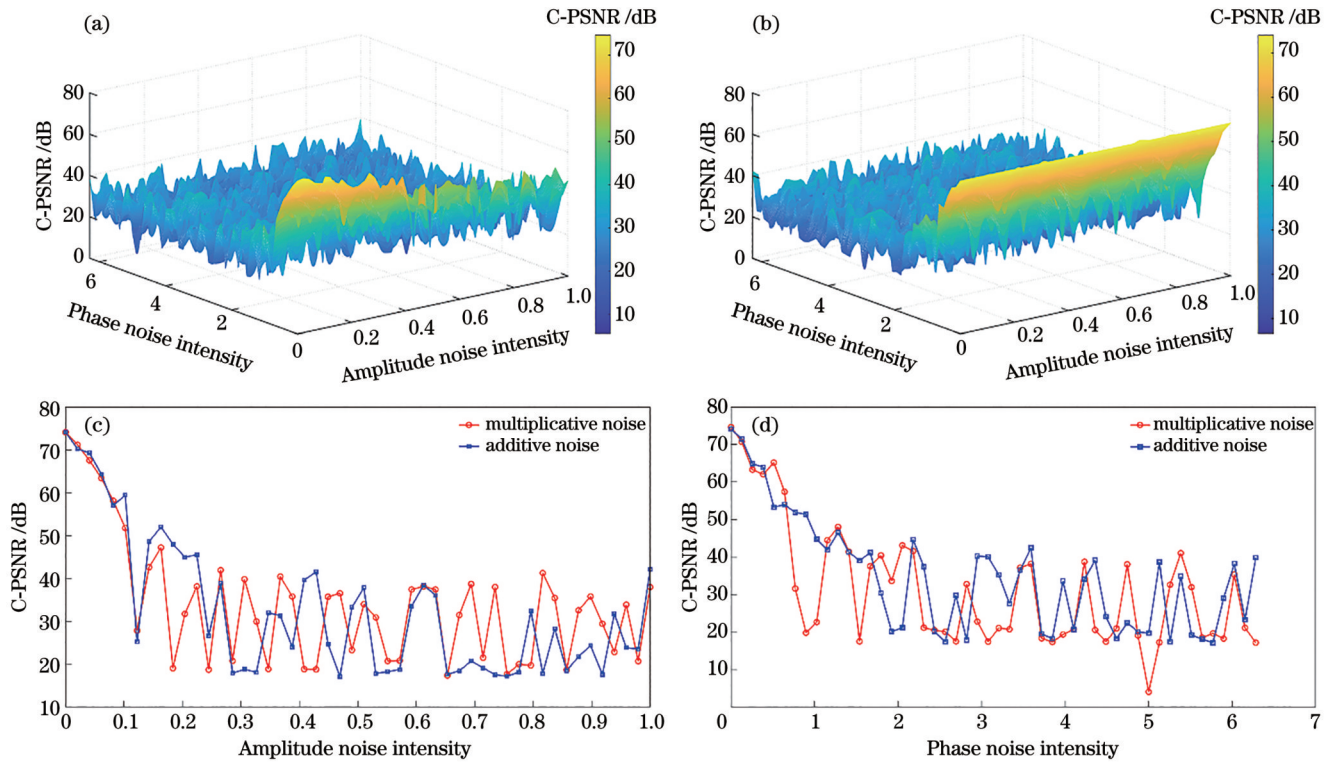 (a)
C-PSNR /dB
70
60
50
40
30
20
10
80
60
40
20
0
C-PSNR /dB
6
4
2
0
Phase noise intensity
0.2
0.4
0.6
0.8
1.0
Amplitude noise intensity
(b)
C-PSNR /dB
70
60
50
40
30
20
10
80
60
40
20
0
C-PSNR /dB
6
4
2
0
Phase noise intensity
0.2
0.4
0.6
0.8
1.0
Amplitude noise intensity
(c)
multiplicative noise
additive noise
80
70
60
50
40
30
20
10
C-PSNR /dB
0 0.1 0.2 0.3 0.4 0.5 0.6 0.7 0.8 0.9 1.0
Amplitude noise intensity
(d)
multiplicative noise
additive noise
80
70
60
50
40
30
20
10
C-PSNR /dB
0 1 2 3 4 5 6 7
Phase noise intensity